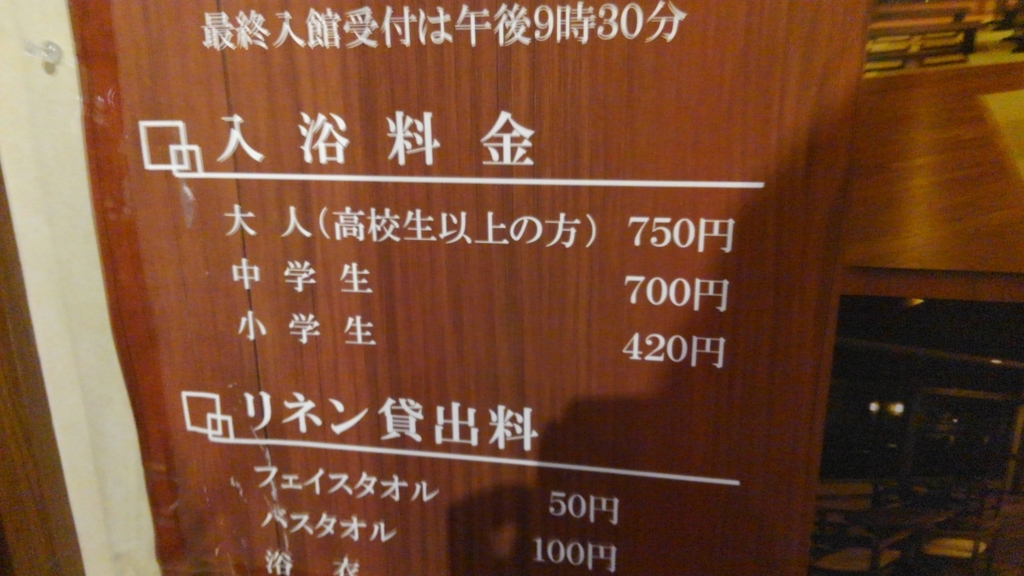 最終入館受付は午後9時30分
入浴料金
大人（高校生以上の方） 750円
中学生 700円
小学生 420円
リネン貸出料
フェイスタオル 50円
バスタオル 100円
浴衣